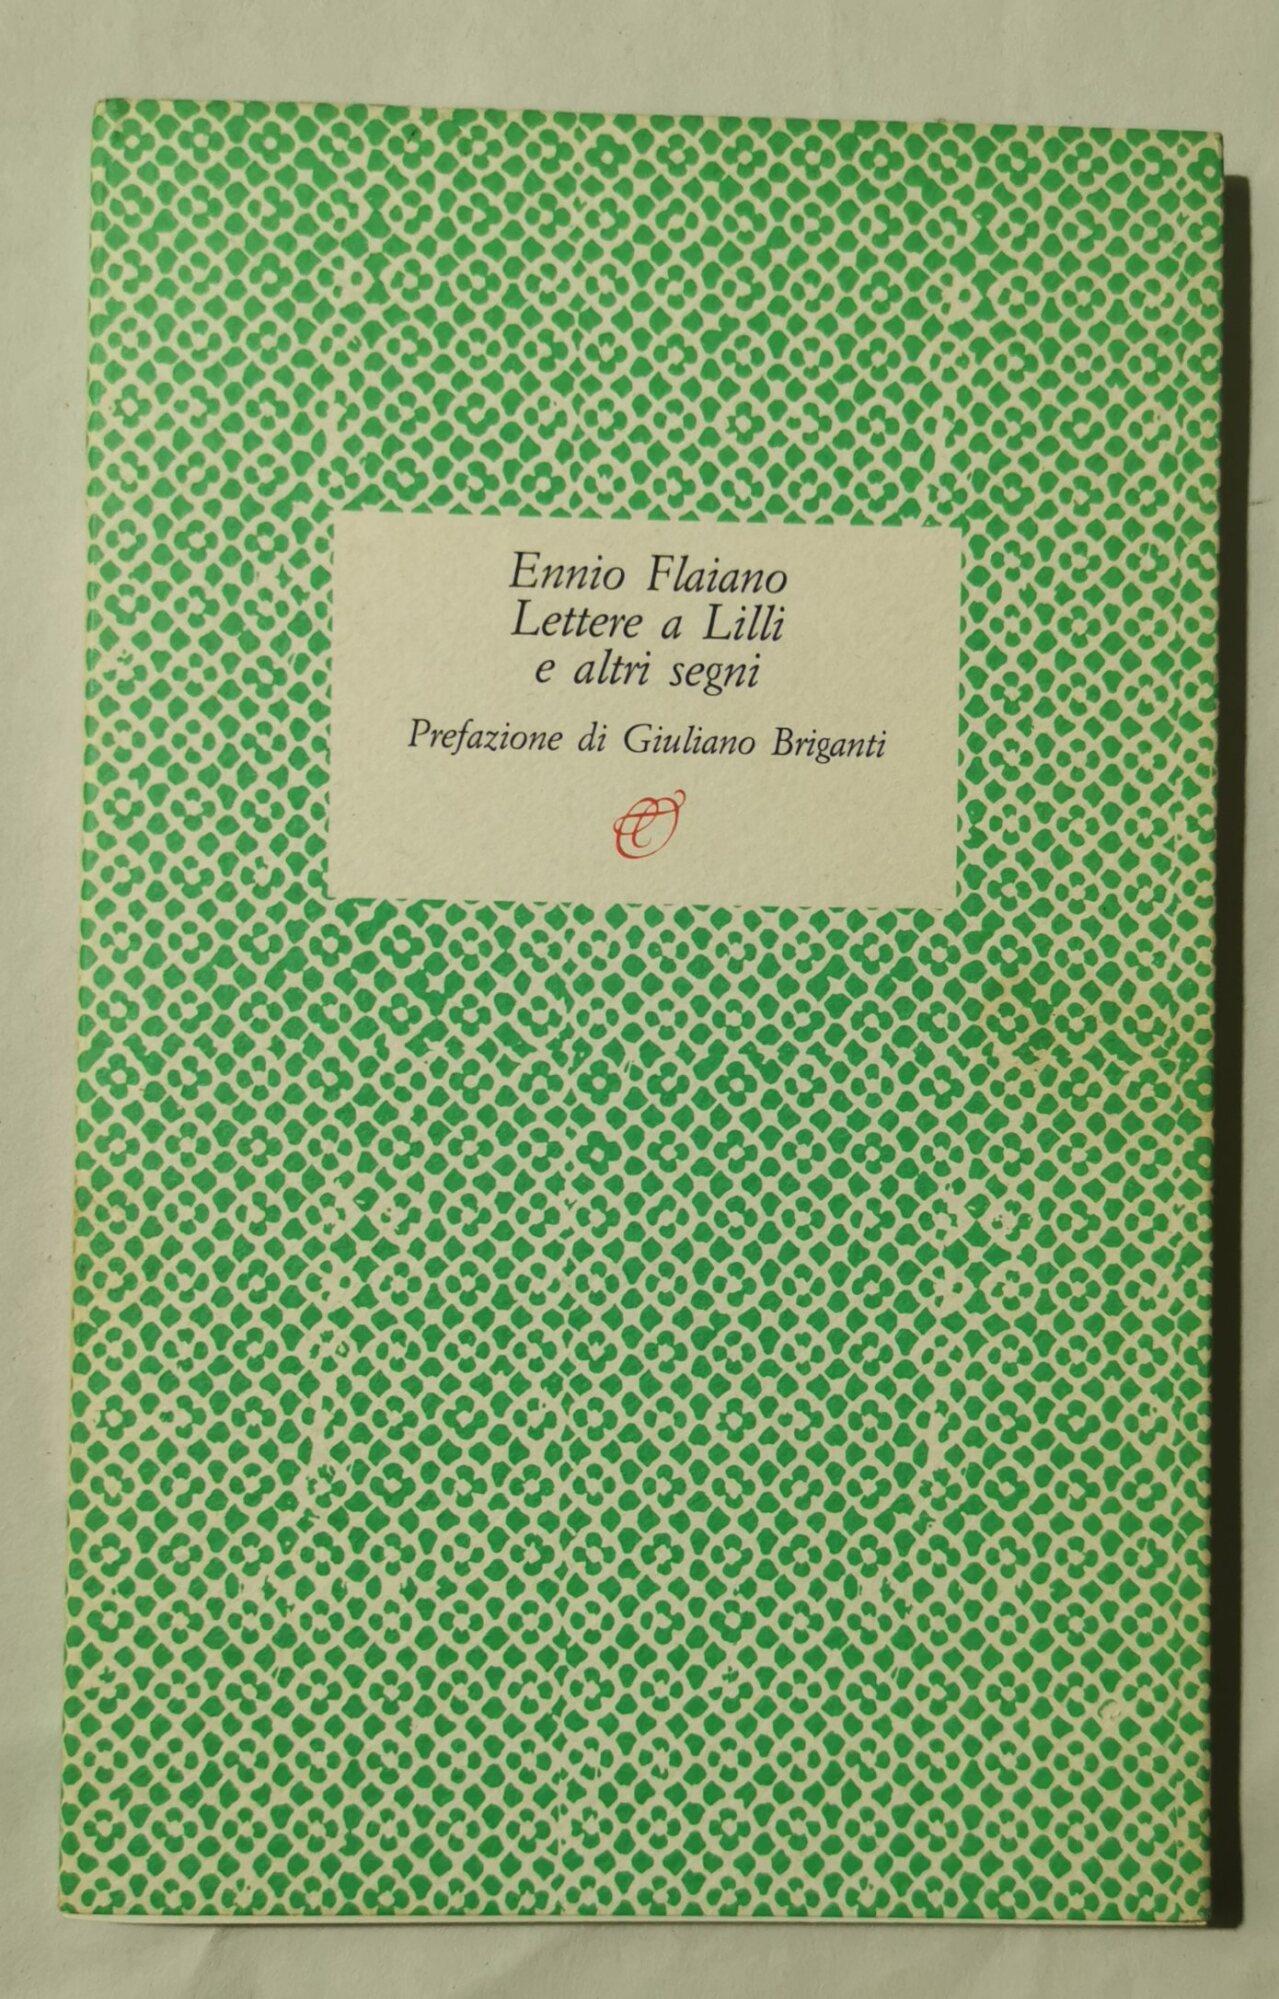 Ennio Flaiano
Lettere a Lilli
e altri segni
Prefazione di Giuliano Briganti